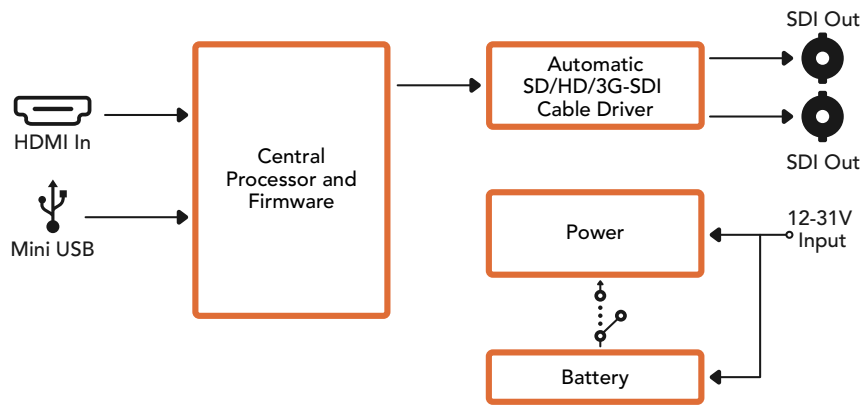 SDI Out
Automatic
SD/HD/3G-SDI
Cable Driver
HDMI In
Central
Processor and
Firmware
SDI Out
Mini USB
Power
12-31V
Input
Battery